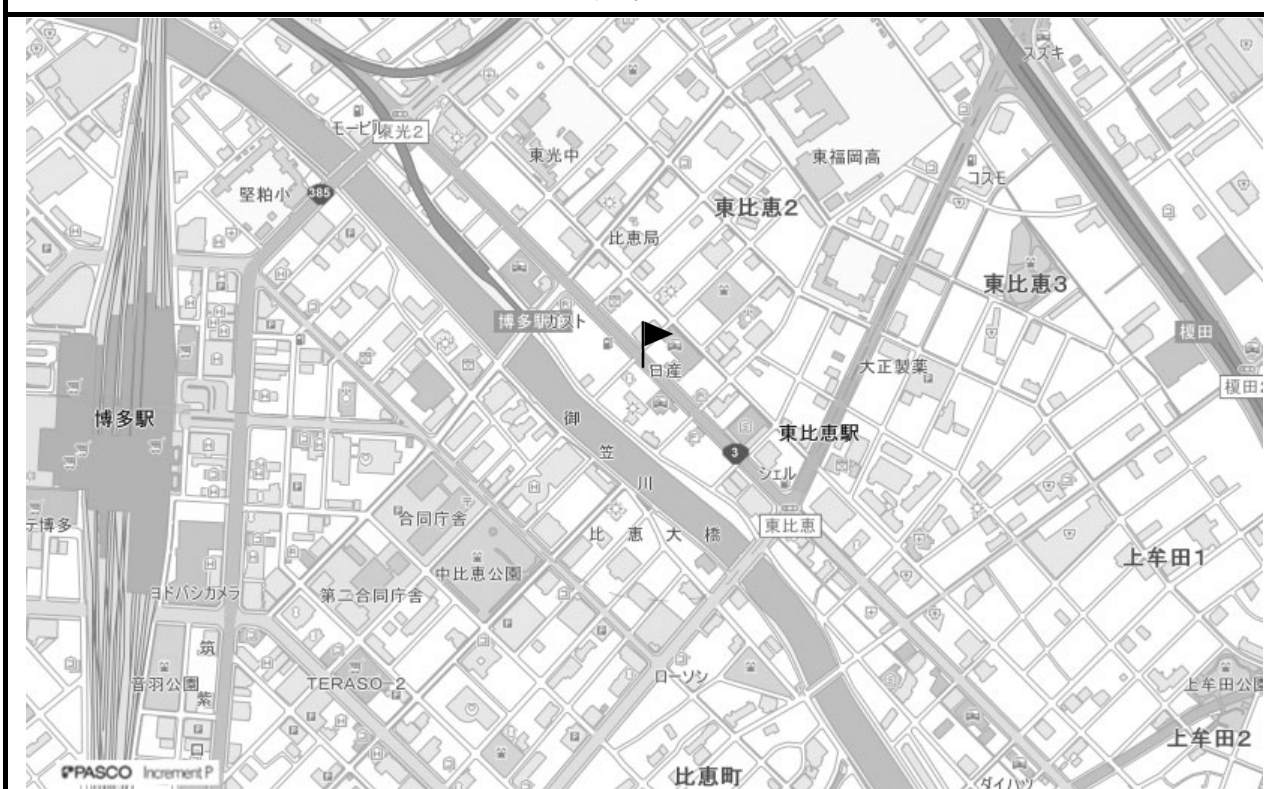 スズキ
モービル
東光2
東光中
東福岡高
コスモ
堅粕小
385
東比恵2
比恵局
東比恵3
ガスト
榎田
日産
大正製薬
博多駅
東比恵駅
3
シェル
御笠川
合同庁舎
東比恵
比恵大橋
上牟田1
中比恵公園
ヨドバシカメラ
第二合同庁舎
筑紫
音羽公園
TERASO-2
ローソン
上牟田公園
上牟田2
比恵町
ダイハツ
PASCO Increment P